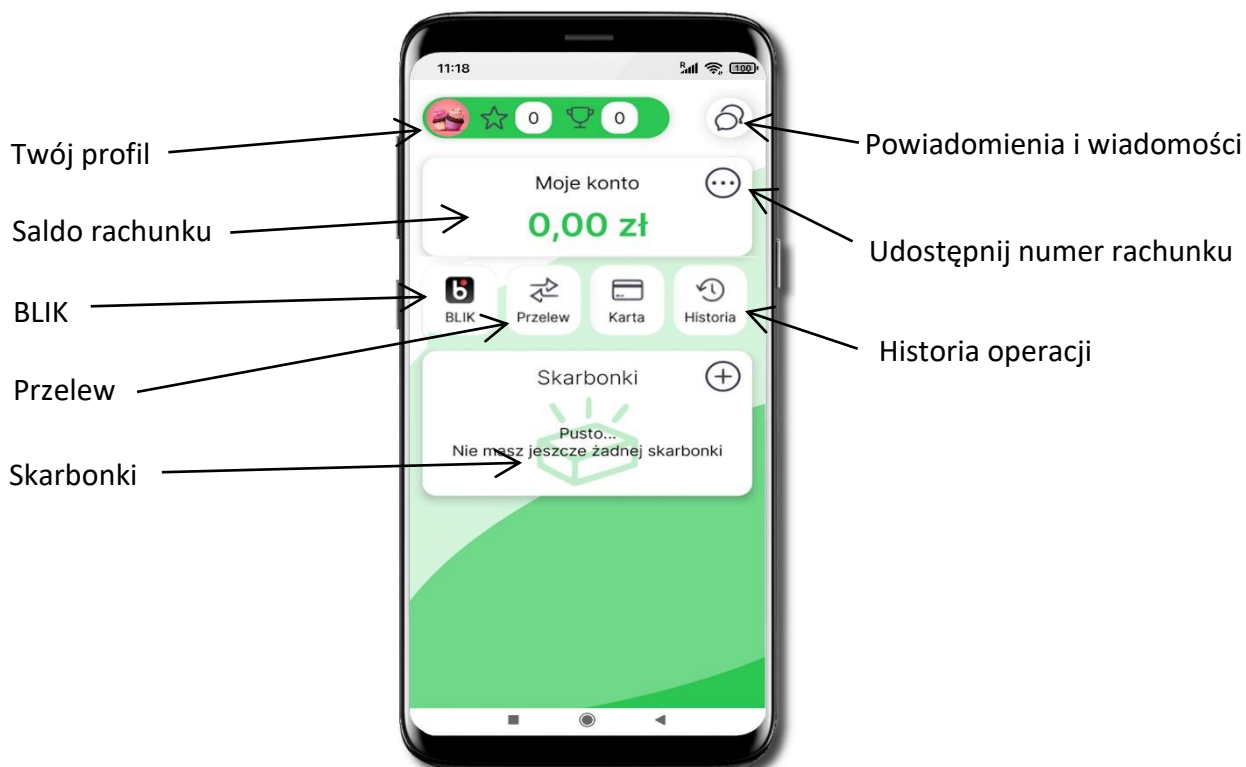 11:18
R
100
0
0
Twój profil
Powiadomienia i wiadomości
Moje konto
Saldo rachunku
0,00 zł
Udostępnij numer rachunku
BLIK
BLIK
Przelew
Karta
Historia
Historia operacji
Przelew
Skarbonki
Pusto...
Nie masz jeszcze żadnej skarbonki
Skarbonki